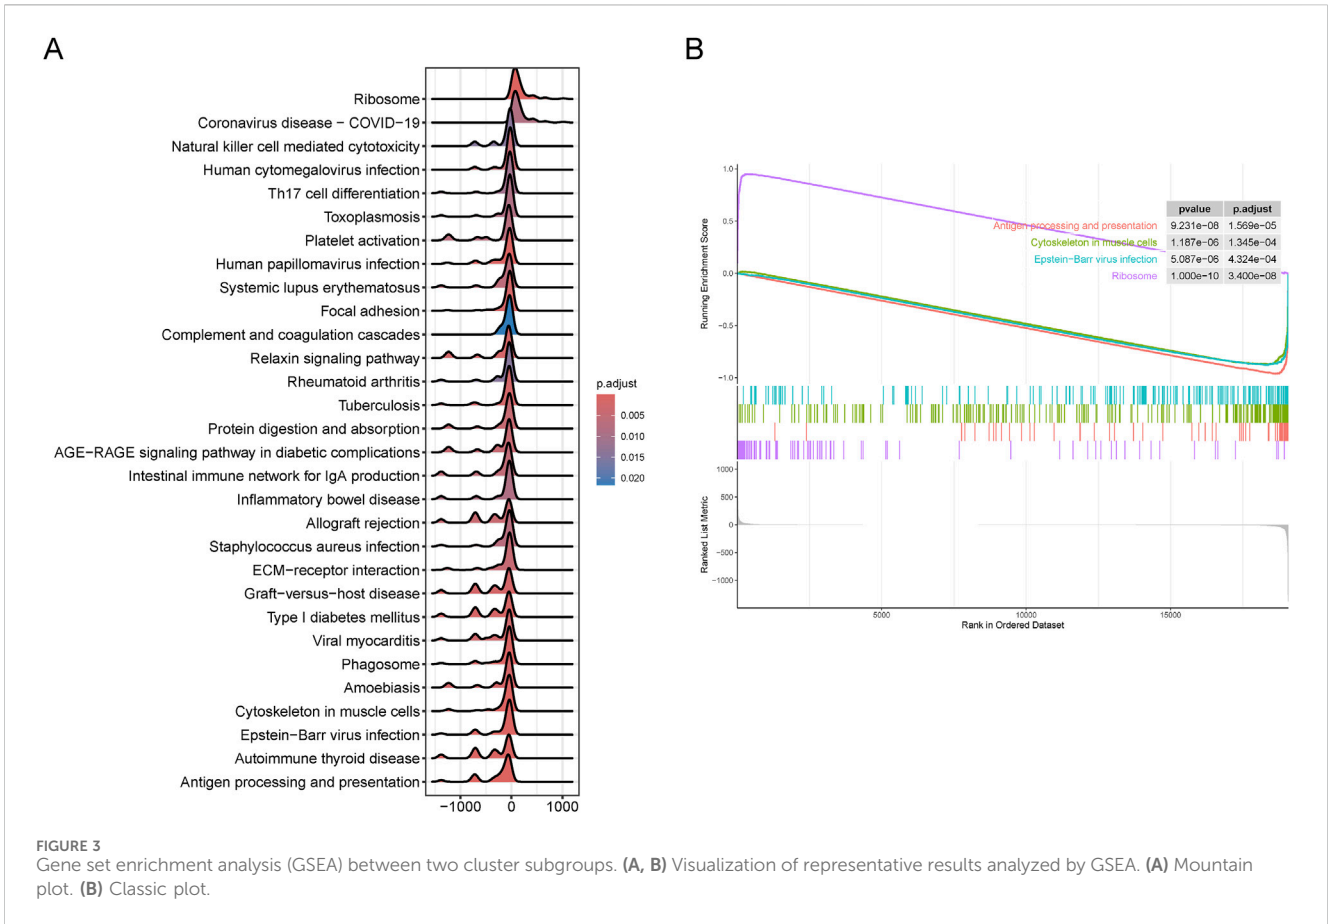 A
Ribosome
Coronavirus disease − COVID−19
Natural killer cell mediated cytotoxicity
Human cytomegalovirus infection
Th17 cell differentiation
Toxoplasmosis
Platelet activation
Human papillomavirus infection
Systemic lupus erythematosus
Focal adhesion
Complement and coagulation cascades
Relaxin signaling pathway
Rheumatoid arthritis
Tuberculosis
Protein digestion and absorption
AGE−RAGE signaling pathway in diabetic complications
Intestinal immune network for IgA production
Inflammatory bowel disease
Allograft rejection
Staphylococcus aureus infection
ECM−receptor interaction
Graft−versus−host disease
Type I diabetes mellitus
Viral myocarditis
Phagosome
Amoebiasis
Cytoskeleton in muscle cells
Epstein−Barr virus infection
Autoimmune thyroid disease
Antigen processing and presentation
−1000 0 1000
p.adjust
0.005
0.010
0.015
0.020
B
Running Enrichment Score
1.0
0.5
0.0
−0.5
−1.0
pvalue p.adjust
Antigen processing and presentation 9.231e−08 1.569e−05
Cytoskeleton in muscle cells 1.187e−06 1.345e−04
Epstein−Barr virus infection 5.087e−06 4.324e−04
Ribosome 1.000e−10 3.400e−08
Ranked List Metric
1000
500
0
−500
−1000
5000 10000 15000
Rank in Ordered Dataset
FIGURE 3
Gene set enrichment analysis (GSEA) between two cluster subgroups. (A, B) Visualization of representative results analyzed by GSEA. (A) Mountain
plot. (B) Classic plot.